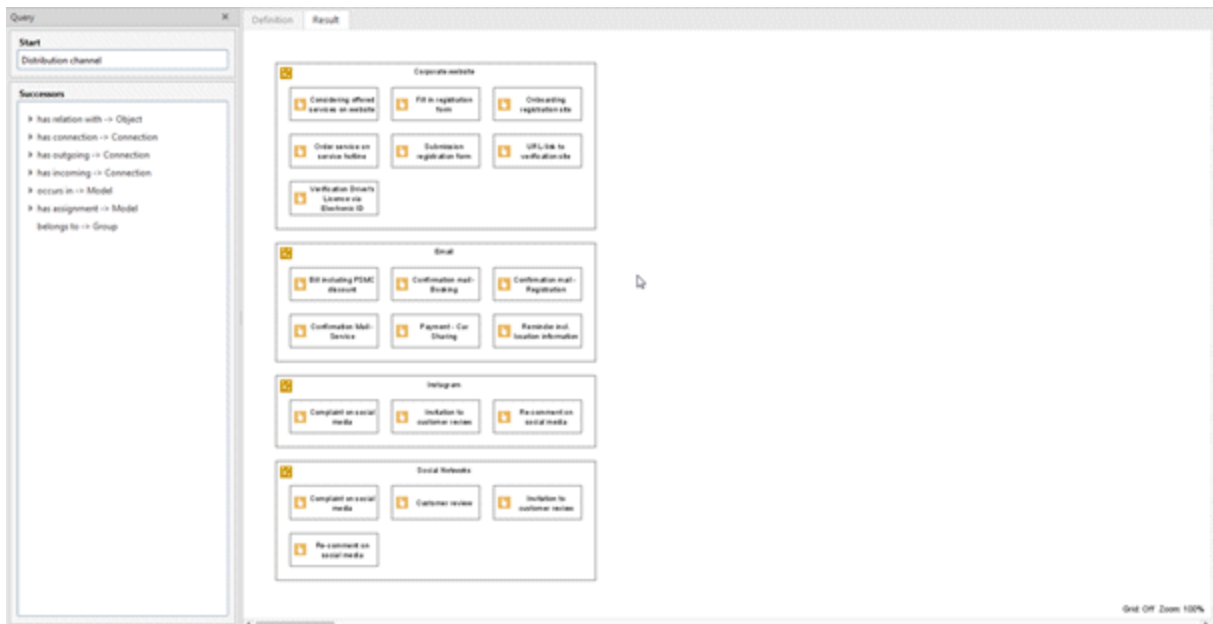 Query
Definition Result
Start
Distribution channel
Successors
has relation with -> Object
has connection -> Connection
has outgoing -> Connection
has incoming -> Connection
occurs in -> Model
has assignment -> Model
belongs to -> Group
Corporate website
Considering offered
services on website
Fill in registration
form
Onboarding
registration site
Order service on
service hotline
Submission
registration form
URL/link to
verification site
Verification Driver's
License via
Electronic ID
Email
Bill including PSMC
discount
Confirmation mail -
Booking
Confirmation mail -
Registration
Confirmation Mail -
Service
Payment - Car
Sharing
Reminder incl.
location information
Instagram
Complaint on social
media
Invitation to
customer review
Re-comment on
social media
Social Networks
Complaint on social
media
Customer review
Invitation to
customer review
Re-comment on
social media
Grid: Off Zoom: 100%